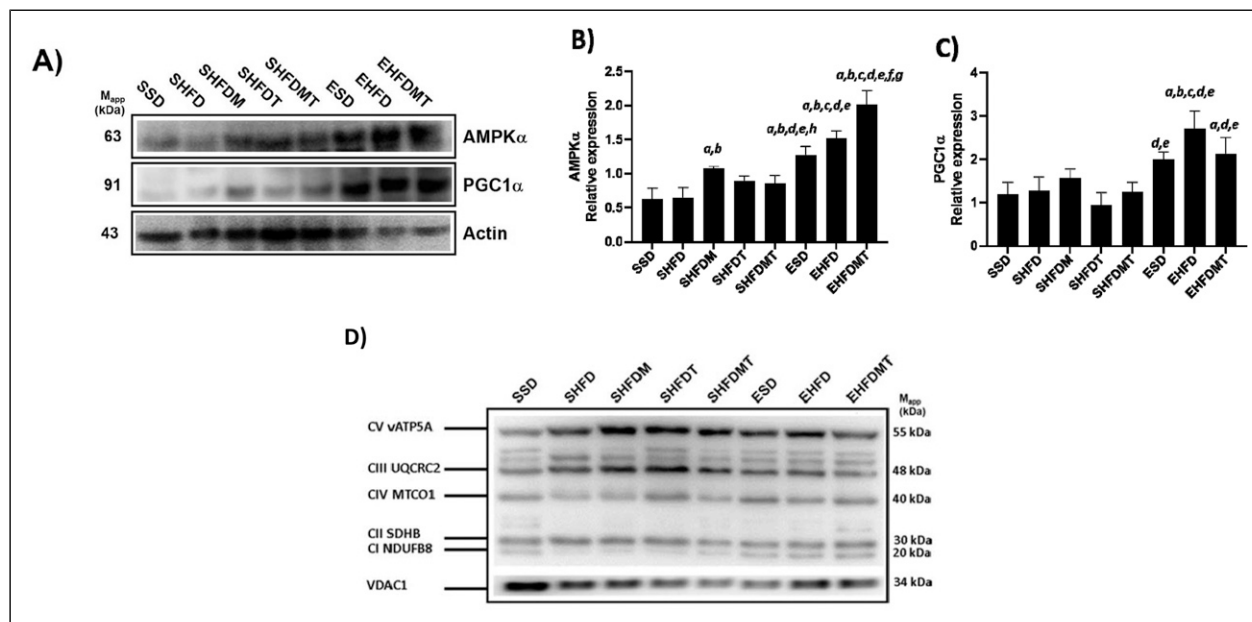 A)
SSD SHFD SHFDM SHFDT SHFDMT ESD EHFD EHFDMT
Mapp
(kDa)
63 AMPKα
91 PGC1α
43 Actin
B)
AMPKα
Relative expression
2.5
2.0
1.5
1.0
0.5
0.0
a,b
a,b,d,e,h
a,b,c,d,e
a,b,c,d,e,f,g
SSD SHFD SHFDM SHFDT SHFDMT ESD EHFD EHFDMT
C)
PGC1α
Relative expression
4
3
2
1
0
d,e
a,b,c,d,e
a,d,e
SSD SHFD SHFDM SHFDT SHFDMT ESD EHFD EHFDMT
D)
SSD SHFD SHFDM SHFDT SHFDMT ESD EHFD EHFDMT
Mapp
(kDa)
CV vATP5A 55 kDa
CIII UQCRC2 48 kDa
CIV MTCO1 40 kDa
CII SDHB 30 kDa
CI NDUFB8 20 kDa
VDAC1 34 kDa